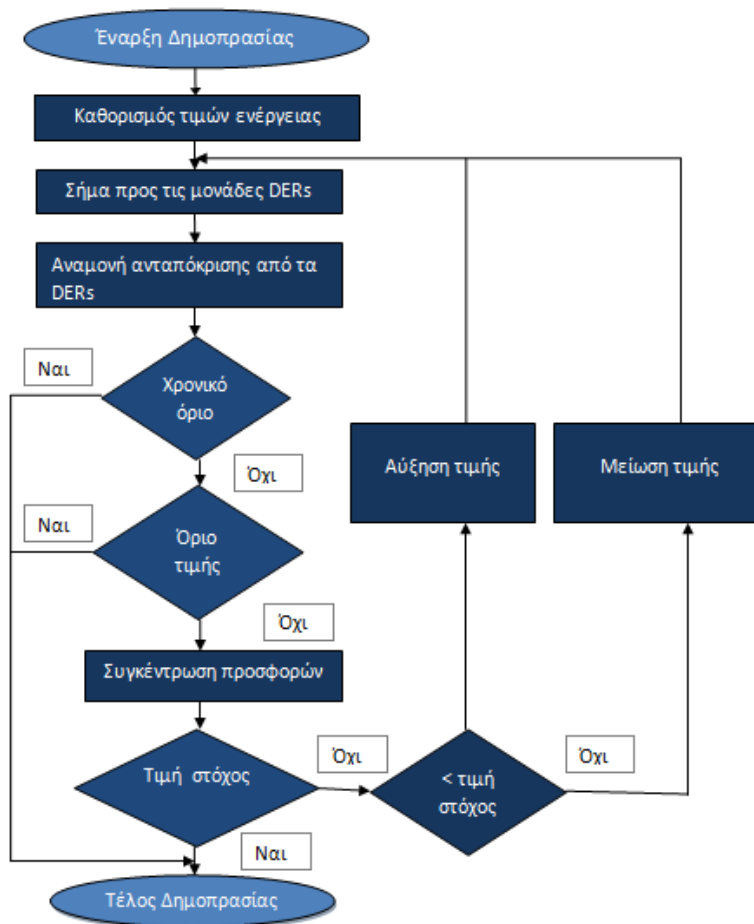 Έναρξη Δημοπρασίας
Καθορισμός τιμών ενέργειας
Σήμα προς τις μονάδες DERs
Αναμονή ανταπόκρισης από τα
DERs
Ναι
Χρονικό
όριο
Όχι
Αύξηση τιμής
Μείωση τιμής
Ναι
Όριο
τιμής
Όχι
Συγκέντρωση προσφορών
Τιμή στόχος
Όχι
< τιμή
στόχος
Όχι
Ναι
Τέλος Δημοπρασίας